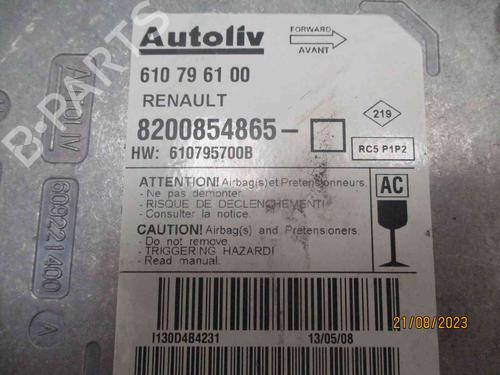 Autoliv
FORWARD
AVANT
610 79 61 00
RENAULT
8200854865-
HW: 610795700B
219
RC5 P1P2
ATTENTION! Airbag(s) et Pretensionneurs.
- Ne pas demonter.
- RISQUE DE DECLENCHEMENT!
- Consulter la notice.
AC
CAUTION! Airbag(s) and Pretensioners.
- Do not remove.
- TRIGGERING HAZARD!
- Read manual.
I130D4B4231
13/05/08
21/08/2023
AUTOLIV
609221400
A
B-PARTS